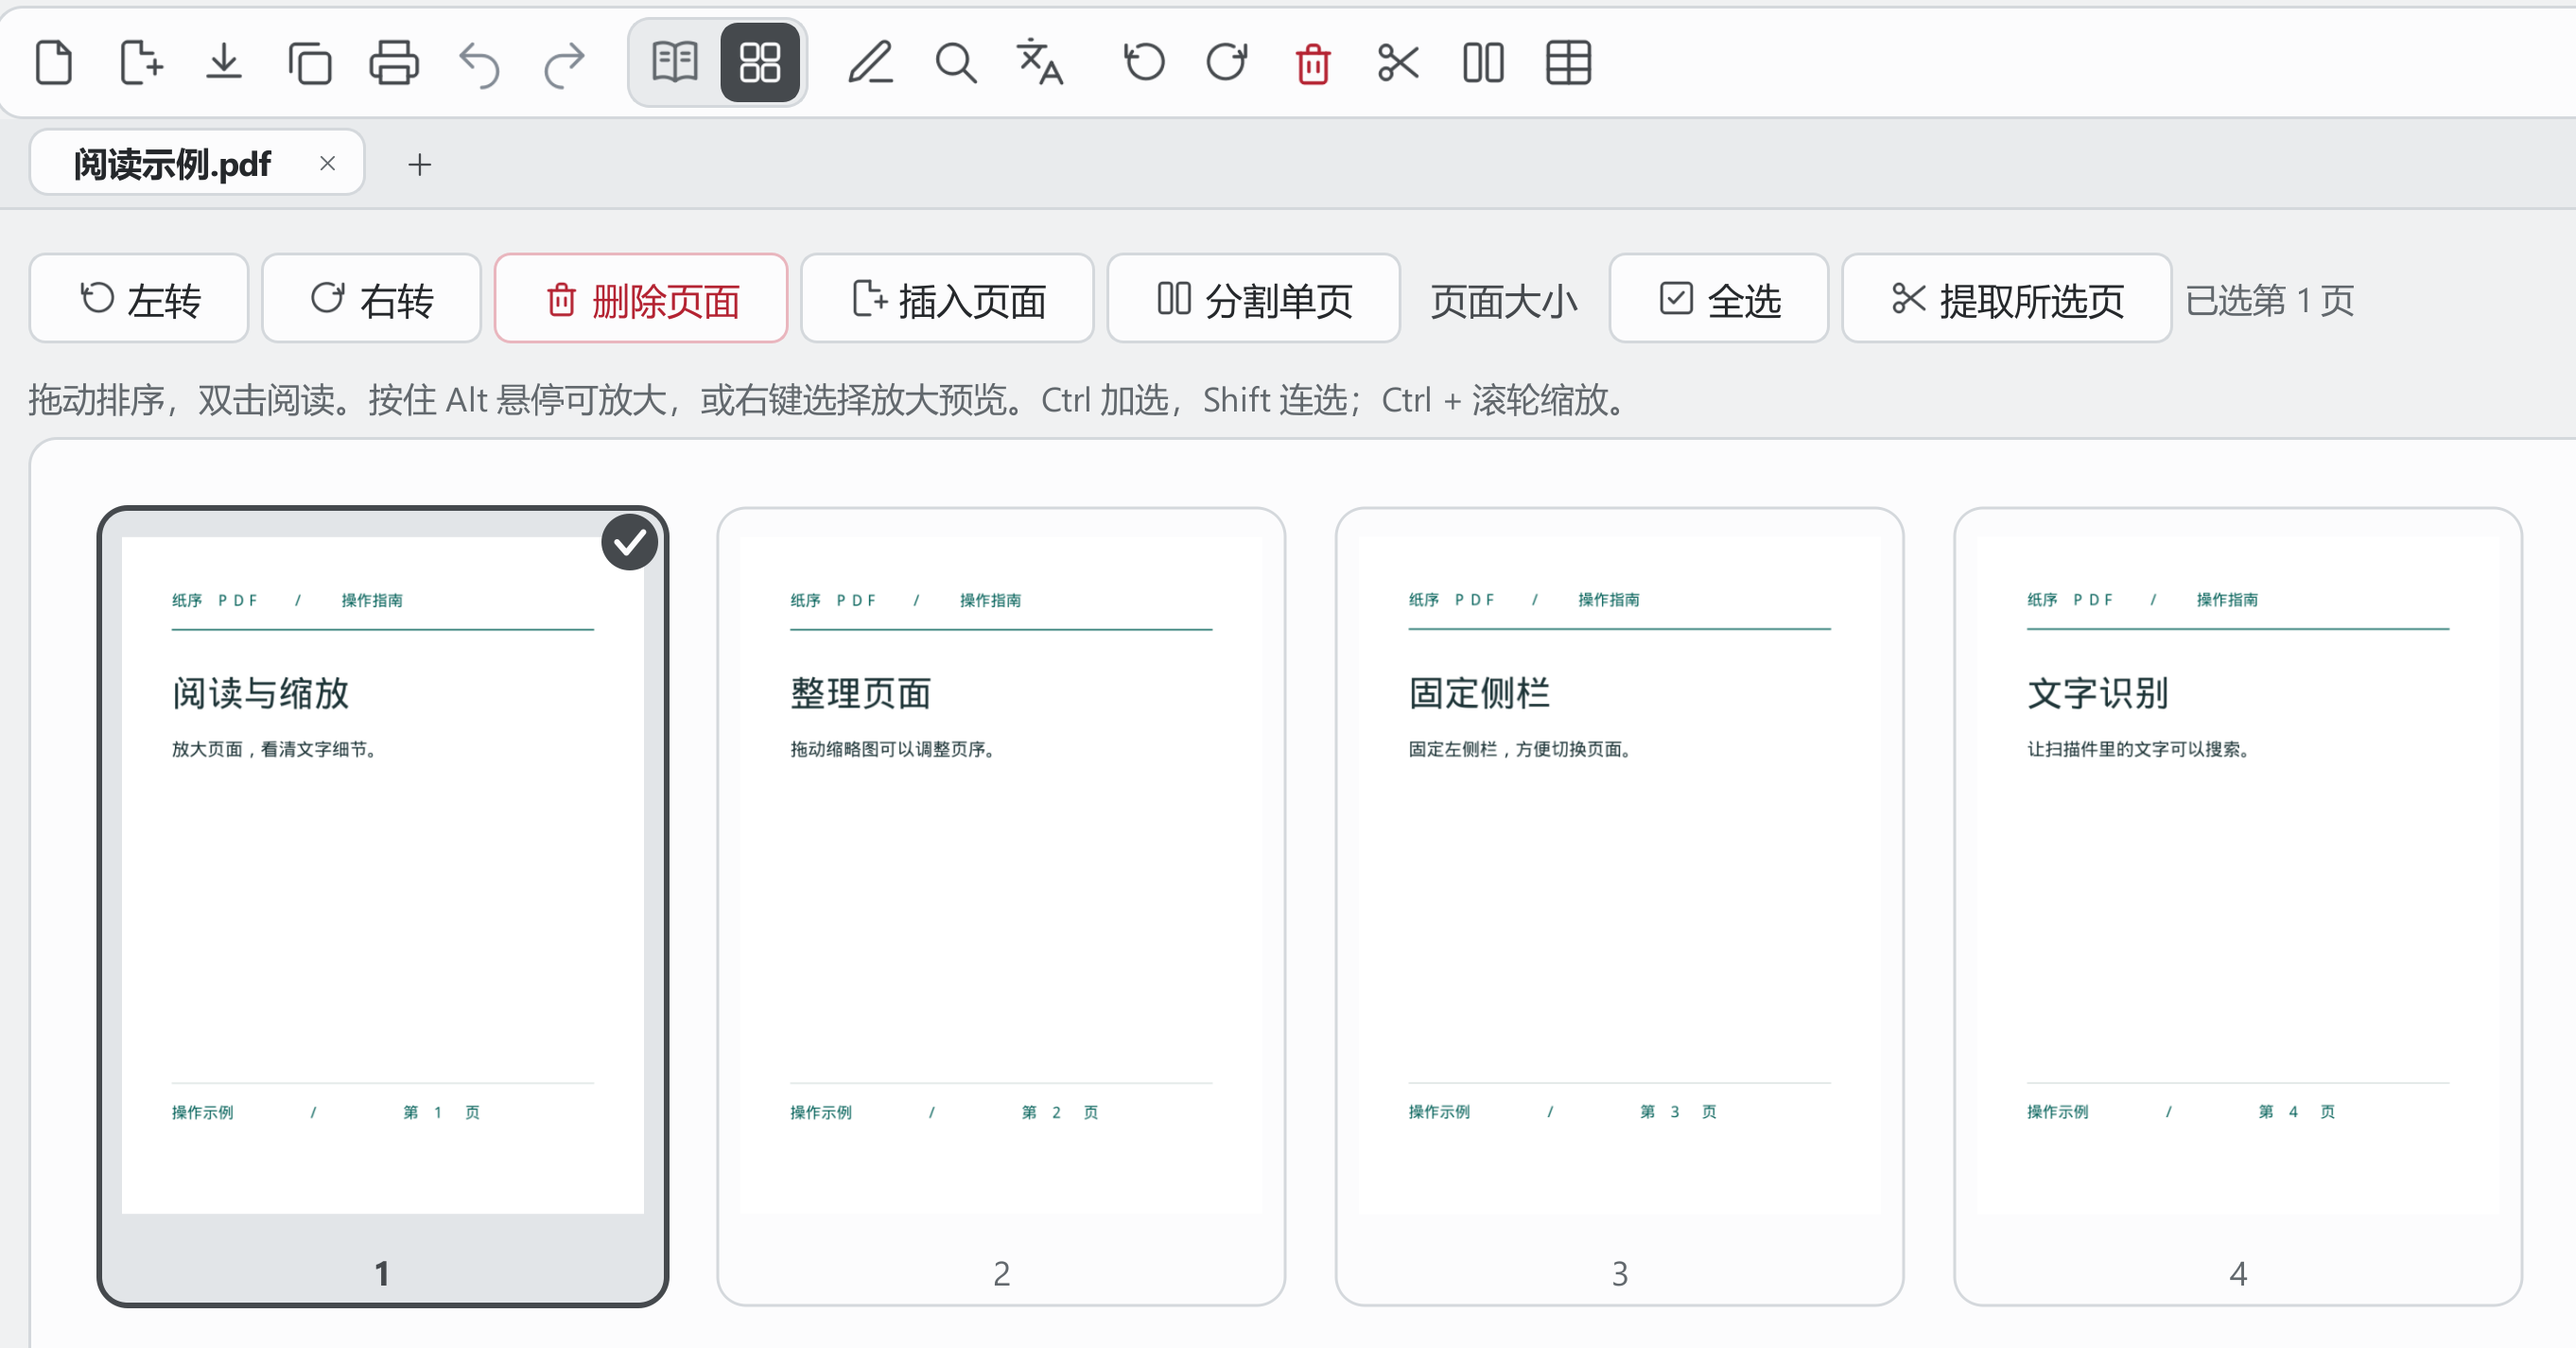 阅读示例.pdf
左转 右转 删除页面 插入页面 分割单页 页面大小 全选 提取所选页 已选第 1 页
拖动排序，双击阅读。按住 Alt 悬停可放大，或右键选择放大预览。Ctrl 加选，Shift 连选；Ctrl + 滚轮缩放。
纸序 PDF / 操作指南
阅读与缩放
放大页面，看清文字细节。
操作示例 / 第 1 页
1
纸序 PDF / 操作指南
整理页面
拖动缩略图可以调整页序。
操作示例 / 第 2 页
2
纸序 PDF / 操作指南
固定侧栏
固定左侧栏，方便切换页面。
操作示例 / 第 3 页
3
纸序 PDF / 操作指南
文字识别
让扫描件里的文字可以搜索。
操作示例 / 第 4 页
4